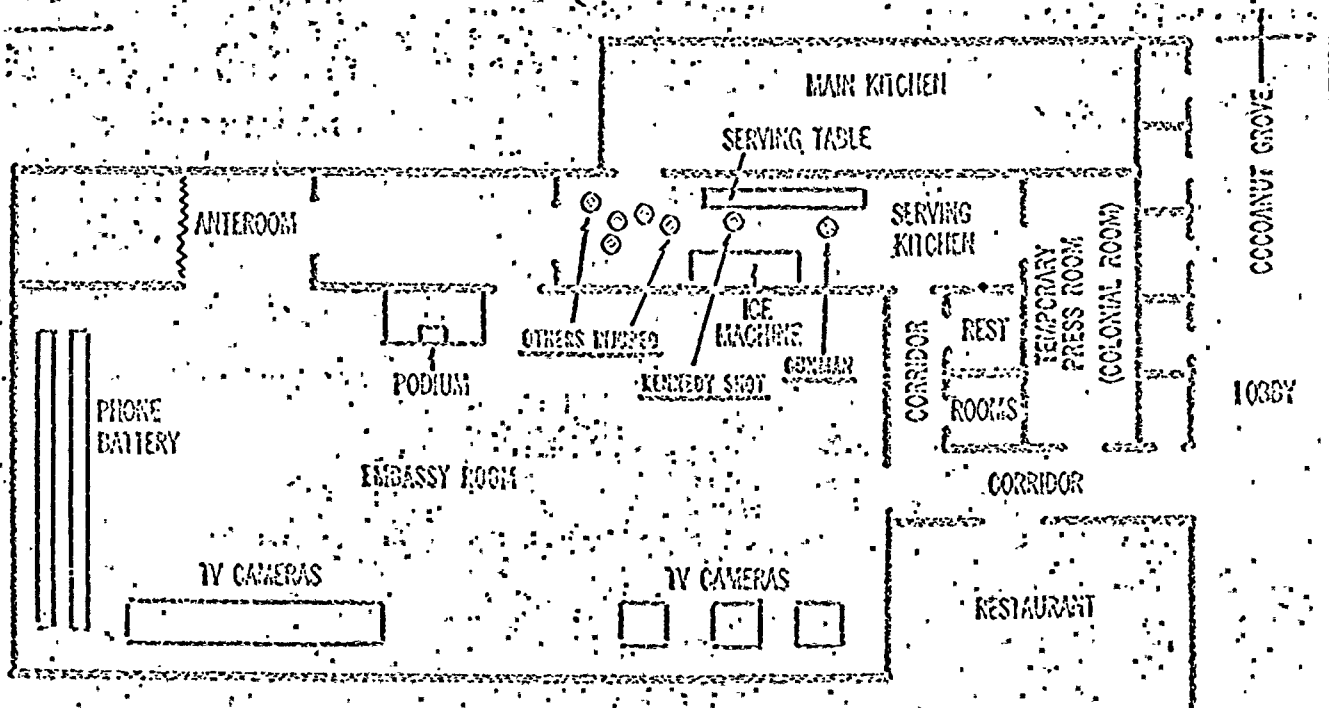 MAIN KITCHEN
SERVING TABLE
COCOANUT GROVE
ANTEROOM
SERVING
KITCHEN
TEMPORARY
PRESS ROOM
(COLONIAL ROOM)
ICE
MACHINE
OTHERS INJURED
KENNEDY SHOT
GUNMAN
CORRIDOR
REST
ROOMS
PODIUM
PHONE
BATTERY
LOBBY
EMBASSY ROOM
CORRIDOR
TV CAMERAS
TV CAMERAS
RESTAURANT